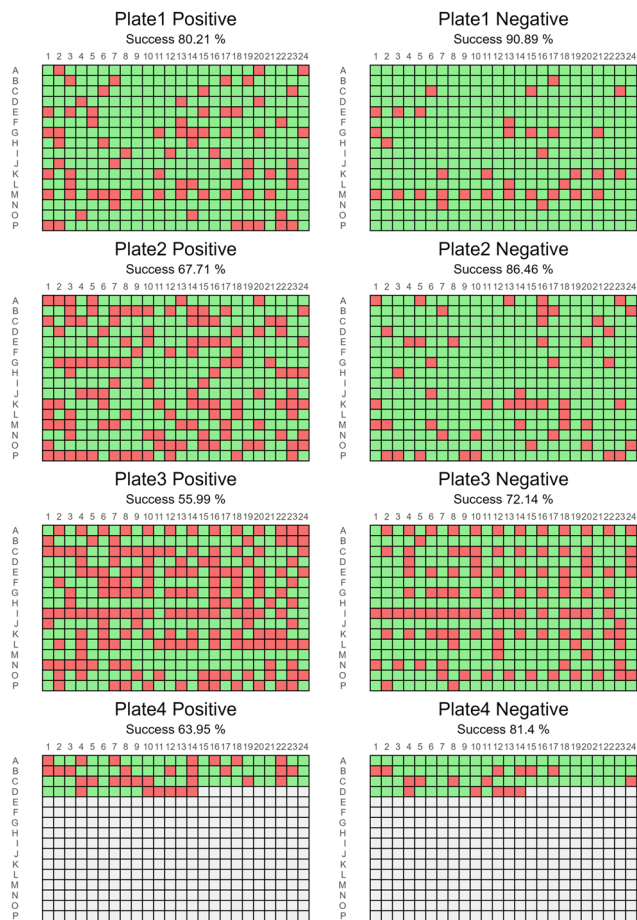 Plate1 Positive
Success 80.21 %
1 2 3 4 5 6 7 8 9 10 11 12 13 14 15 16 17 18 19 20 21 22 23 24
A
B
C
D
E
F
G
H
I
J
K
L
M
N
O
P
Plate1 Negative
Success 90.89 %
1 2 3 4 5 6 7 8 9 10 11 12 13 14 15 16 17 18 19 20 21 22 23 24
A
B
C
D
E
F
G
H
I
J
K
L
M
N
O
P
Plate2 Positive
Success 67.71 %
1 2 3 4 5 6 7 8 9 10 11 12 13 14 15 16 17 18 19 20 21 22 23 24
A
B
C
D
E
F
G
H
I
J
K
L
M
N
O
P
Plate2 Negative
Success 86.46 %
1 2 3 4 5 6 7 8 9 10 11 12 13 14 15 16 17 18 19 20 21 22 23 24
A
B
C
D
E
F
G
H
I
J
K
L
M
N
O
P
Plate3 Positive
Success 55.99 %
1 2 3 4 5 6 7 8 9 10 11 12 13 14 15 16 17 18 19 20 21 22 23 24
A
B
C
D
E
F
G
H
I
J
K
L
M
N
O
P
Plate3 Negative
Success 72.14 %
1 2 3 4 5 6 7 8 9 10 11 12 13 14 15 16 17 18 19 20 21 22 23 24
A
B
C
D
E
F
G
H
I
J
K
L
M
N
O
P
Plate4 Positive
Success 63.95 %
1 2 3 4 5 6 7 8 9 10 11 12 13 14 15 16 17 18 19 20 21 22 23 24
A
B
C
D
E
F
G
H
I
J
K
L
M
N
O
P
Plate4 Negative
Success 81.4 %
1 2 3 4 5 6 7 8 9 10 11 12 13 14 15 16 17 18 19 20 21 22 23 24
A
B
C
D
E
F
G
H
I
J
K
L
M
N
O
P